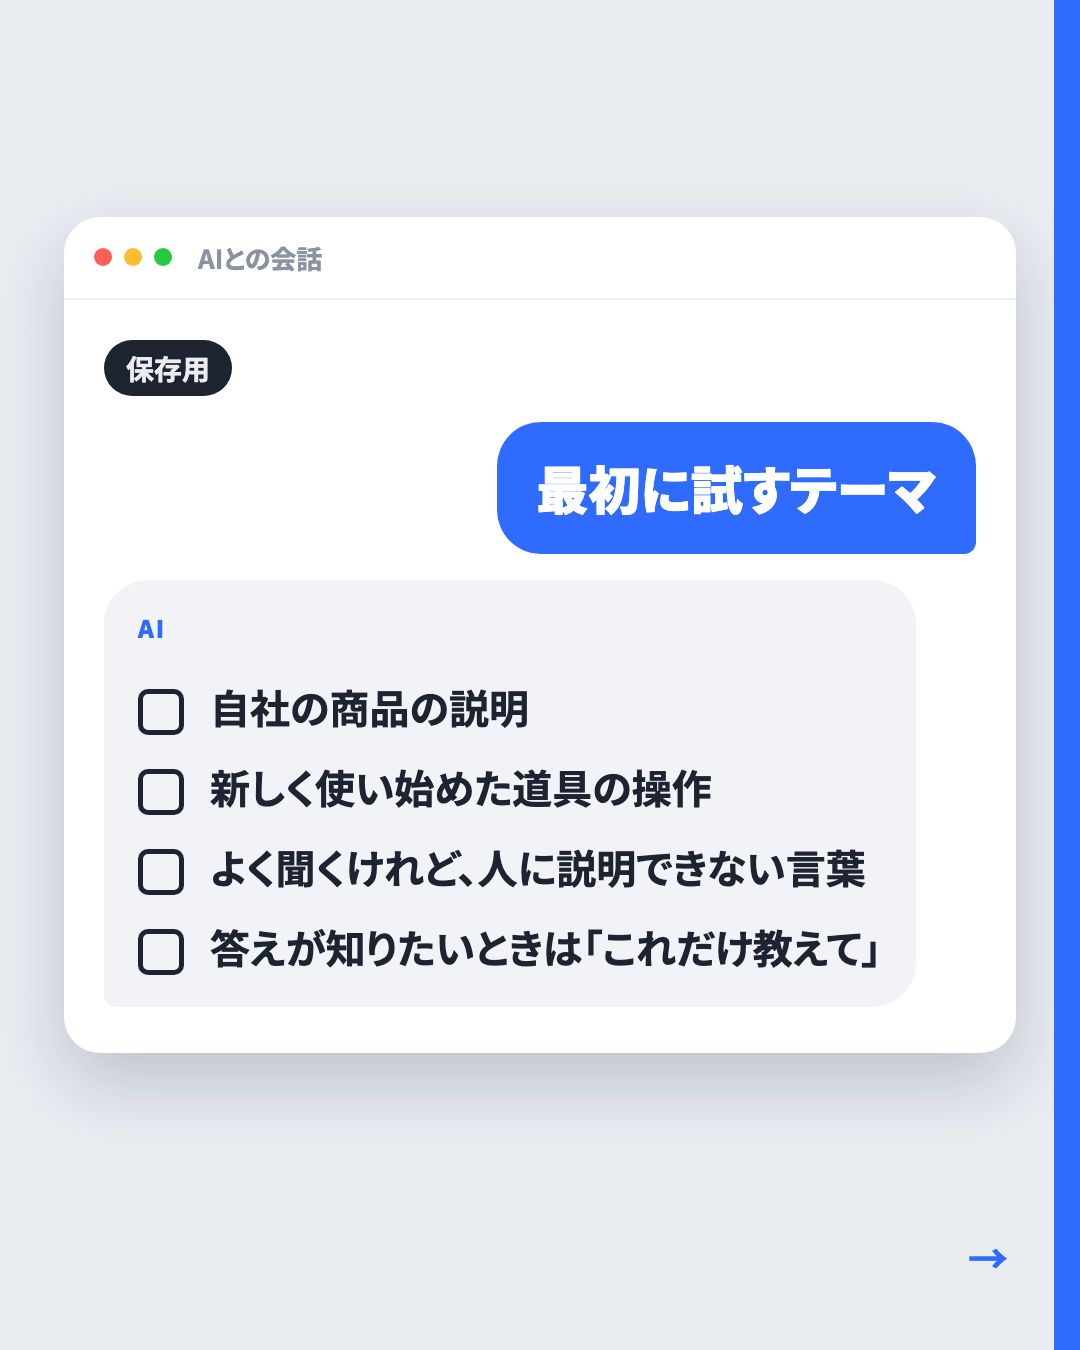 AIとの会話
保存用
最初に試すテーマ
AI
自社の商品の説明
新しく使い始めた道具の操作
よく聞くけれど、人に説明できない言葉
答えが知りたいときは「これだけ教えて」
→